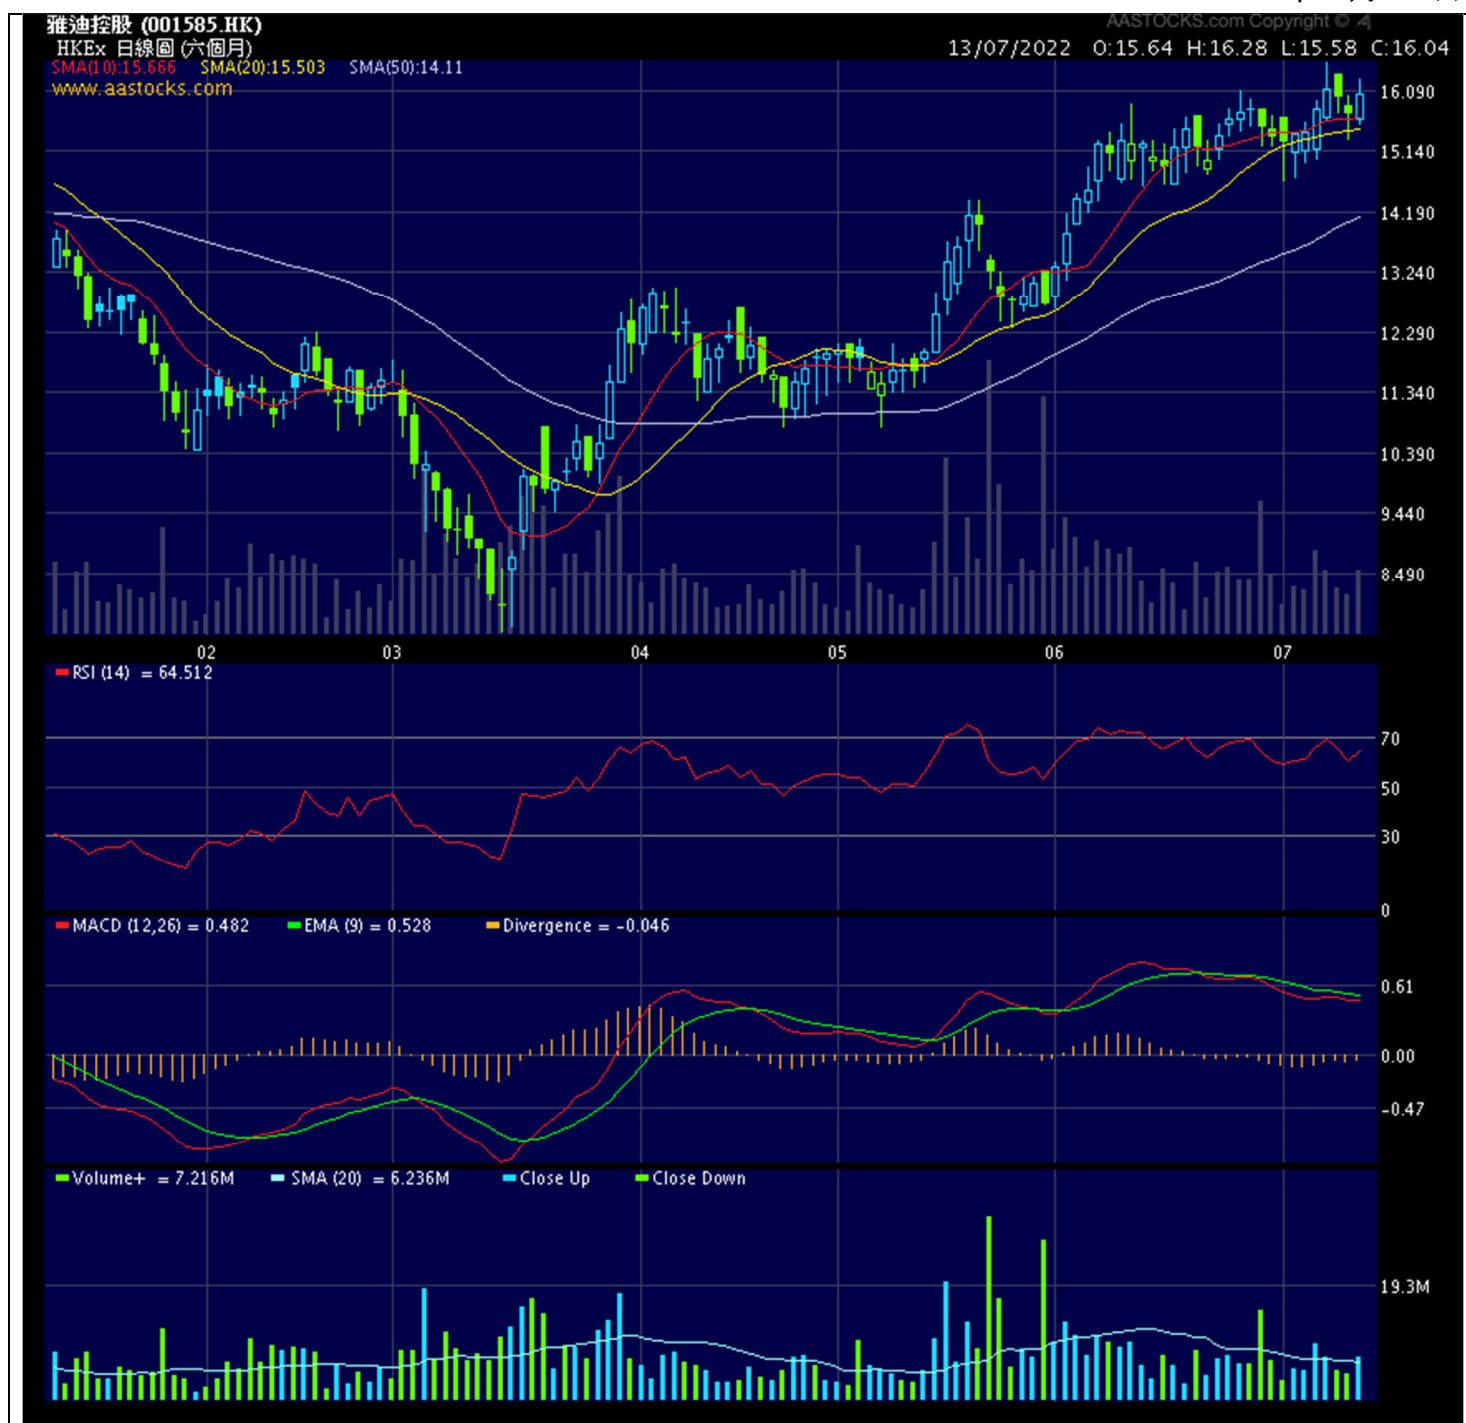 AASTOCKS.com Copyright ©
雅迪控股 (001585.HK)
HKEx 日線圖 (六個月)
13/07/2022 O:15.64 H:16.28 L:15.58 C:16.04
SMA(10):15.666 SMA(20):15.503 SMA(50):14.11
www.aastocks.com
16.090
15.140
14.190
13.240
12.290
11.340
10.390
9.440
8.490
02 03 04 05 06 07
RSI (14) = 64.512
70
50
30
0
MACD (12,26) = 0.482 EMA (9) = 0.528 Divergence = -0.046
0.61
0.00
-0.47
Volume+ = 7.216M SMA (20) = 6.236M Close Up Close Down
19.3M